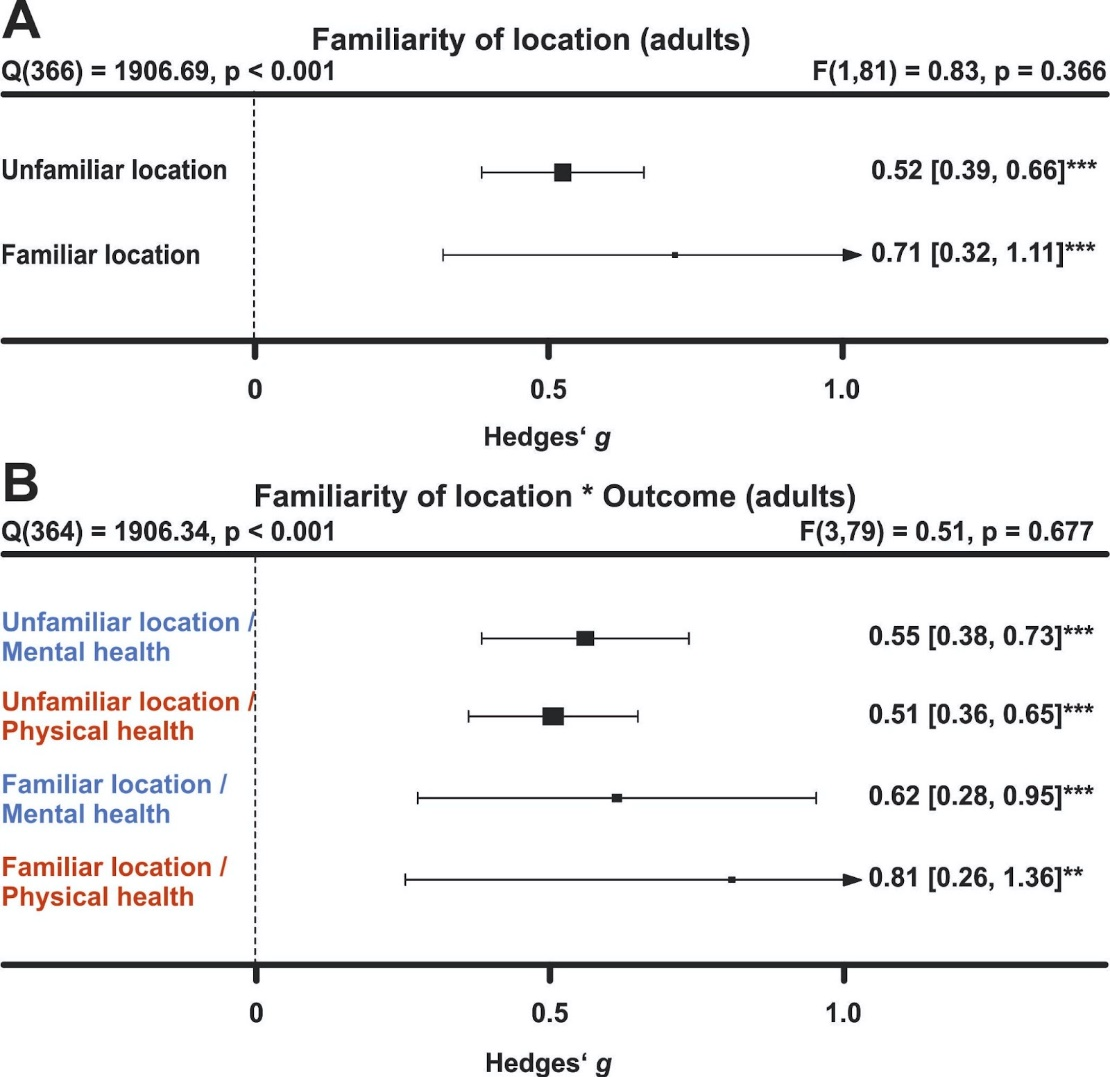 A
Familiarity of location (adults)
Q(366) = 1906.69, p < 0.001
F(1,81) = 0.83, p = 0.366
Unfamiliar location
0.52 [0.39, 0.66]***
Familiar location
0.71 [0.32, 1.11]***
0
0.5
1.0
Hedges‘ g
B
Familiarity of location * Outcome (adults)
Q(364) = 1906.34, p < 0.001
F(3,79) = 0.51, p = 0.677
Unfamiliar location /
Mental health
0.55 [0.38, 0.73]***
Unfamiliar location /
Physical health
0.51 [0.36, 0.65]***
Familiar location /
Mental health
0.62 [0.28, 0.95]***
Familiar location /
Physical health
0.81 [0.26, 1.36]**
0
0.5
1.0
Hedges‘ g